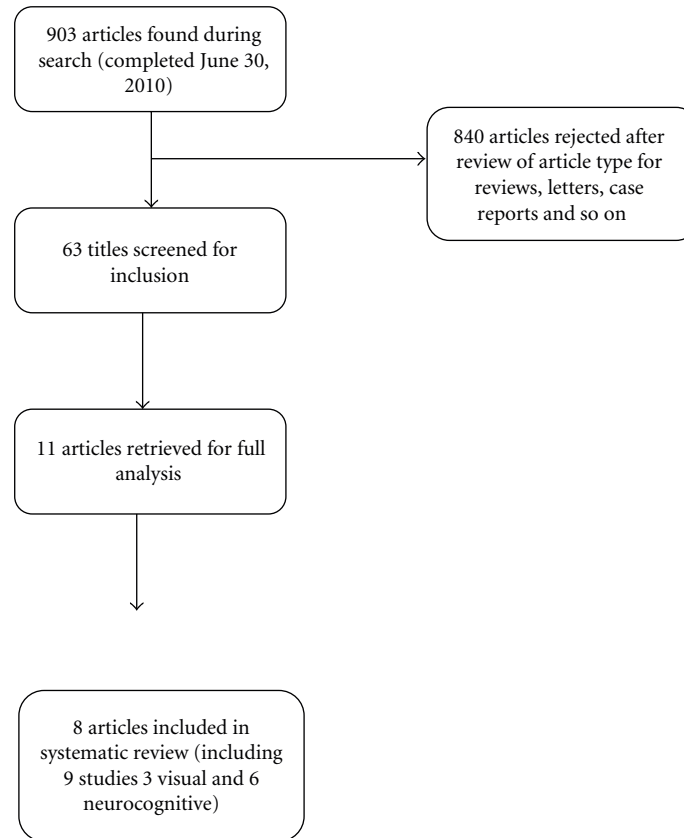 903 articles found during
search (completed June 30,
2010)
840 articles rejected after
review of article type for
reviews, letters, case
reports and so on
63 titles screened for
inclusion
11 articles retrieved for full
analysis
8 articles included in
systematic review (including
9 studies 3 visual and 6
neurocognitive)